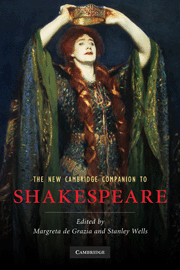 THE NEW CAMBRIDGE COMPANION TO
SHAKESPEARE
Edited by
Margreta de Grazia and Stanley Wells
CAMBRIDGE